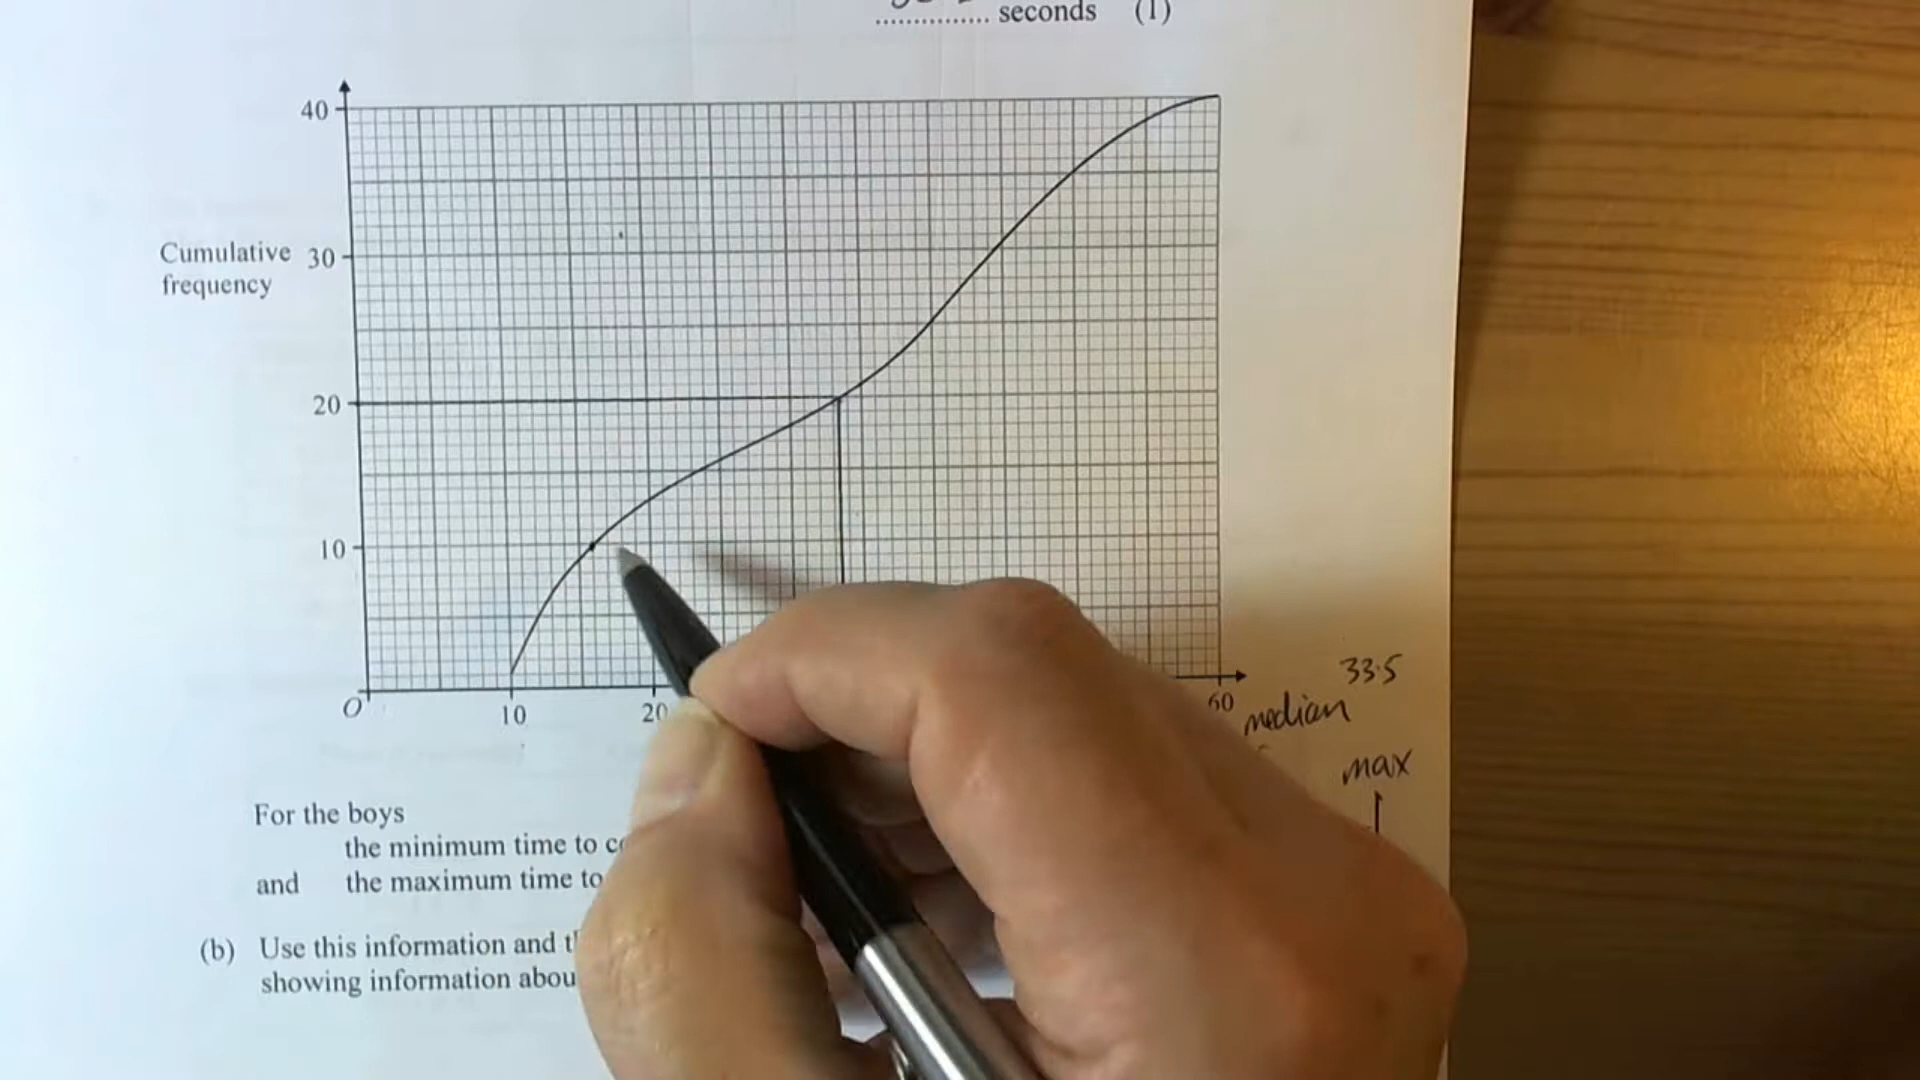 ............... seconds (1)
40
Cumulative 30
frequency
20
10
O 10 20 60
33.5
median
max
For the boys
the minimum time to
and the maximum time to
(b) Use this information and
showing information